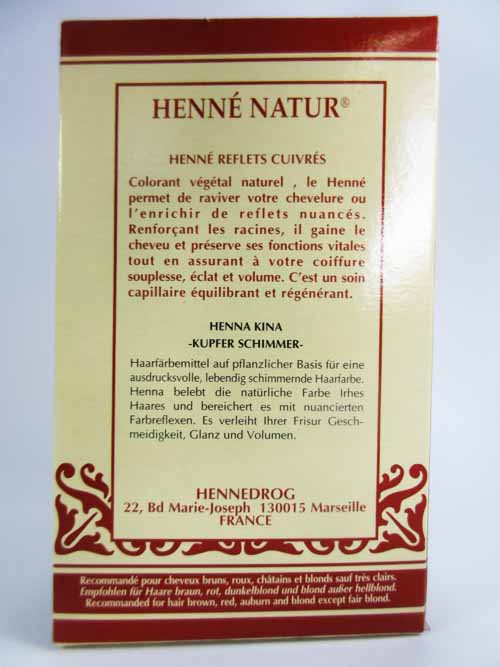 HENNÉ NATUR®
HENNÉ REFLETS CUIVRÉS
Colorant végétal naturel , le Henné
permet de raviver votre chevelure ou
l'enrichir de reflets nuancés.
Renforçant les racines, il gaine le
cheveu et préserve ses fonctions vitales
tout en assurant à votre coiffure
souplesse, éclat et volume. C'est un soin
capillaire équilibrant et régénérant.
HENNA KINA
-KUPFER SCHIMMER-
Haarfärbemittel auf pflanzlicher Basis für eine
ausdrucksvolle, lebendig schimmernde Haarfarbe.
Henna belebt die natürliche Farbe Irhes
Haares und bereichert es mit nuancierten
Farbreflexen. Es verleiht Ihrer Frisur Gesch-
meidigkeit, Glanz und Volumen.
HENNEDROG
22, Bd Marie-Joseph 130015 Marseille
FRANCE
Recommandé pour cheveux bruns, roux, châtains et blonds sauf très clairs.
Empfohlen für Haare braun, rot, dunkelblond und blond außer hellblond.
Recommanded for hair brown, red, auburn and blond except fair blond.